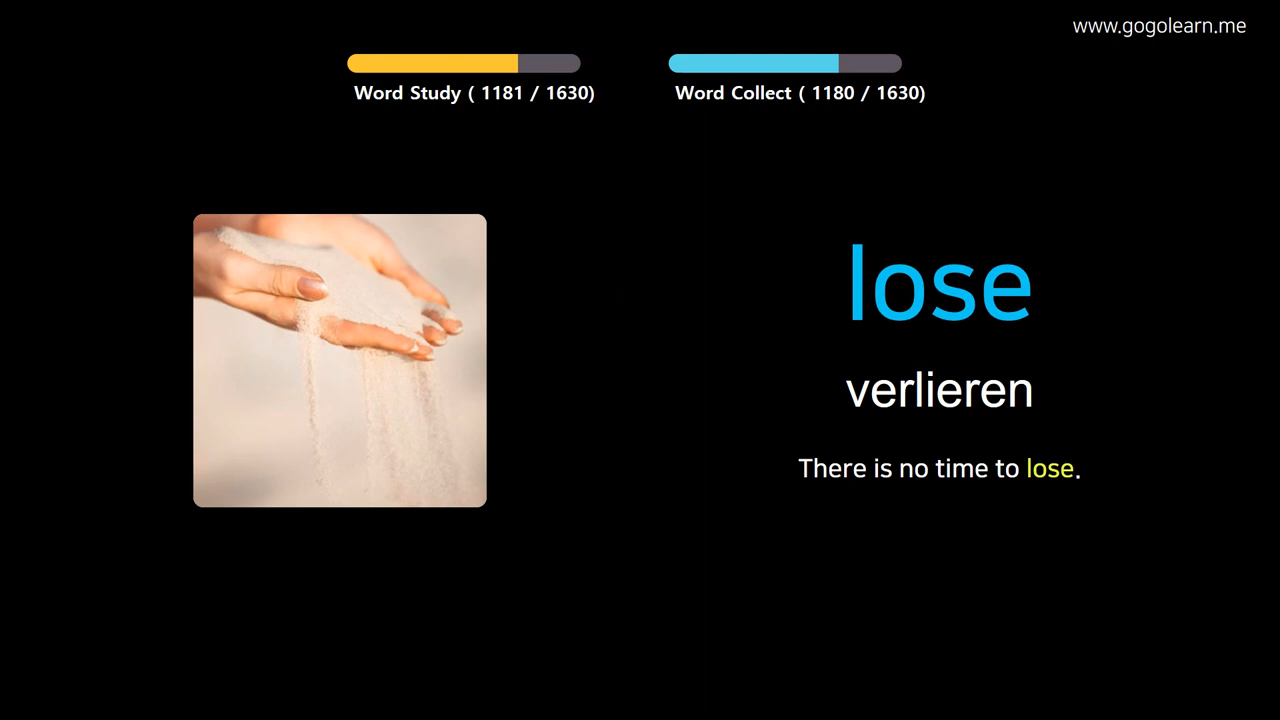 www.gogolearn.me
Word Study ( 1181 / 1630)
Word Collect ( 1180 / 1630)
lose
verlieren
There is no time to lose.